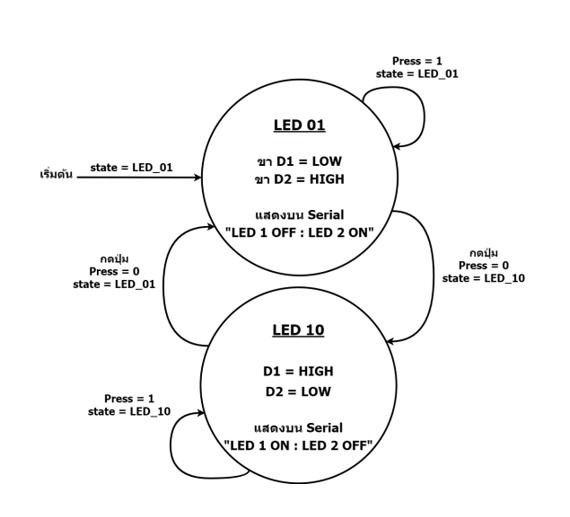 Press = 1
state = LED_01
LED 01
ขา D1 = LOW
ขา D2 = HIGH
แสดงบน Serial
"LED 1 OFF : LED 2 ON"
เริ่มต้น
state = LED_01
กดปุ่ม
Press = 0
state = LED_01
กดปุ่ม
Press = 0
state = LED_10
LED 10
D1 = HIGH
D2 = LOW
แสดงบน Serial
"LED 1 ON : LED 2 OFF"
Press = 1
state = LED_10